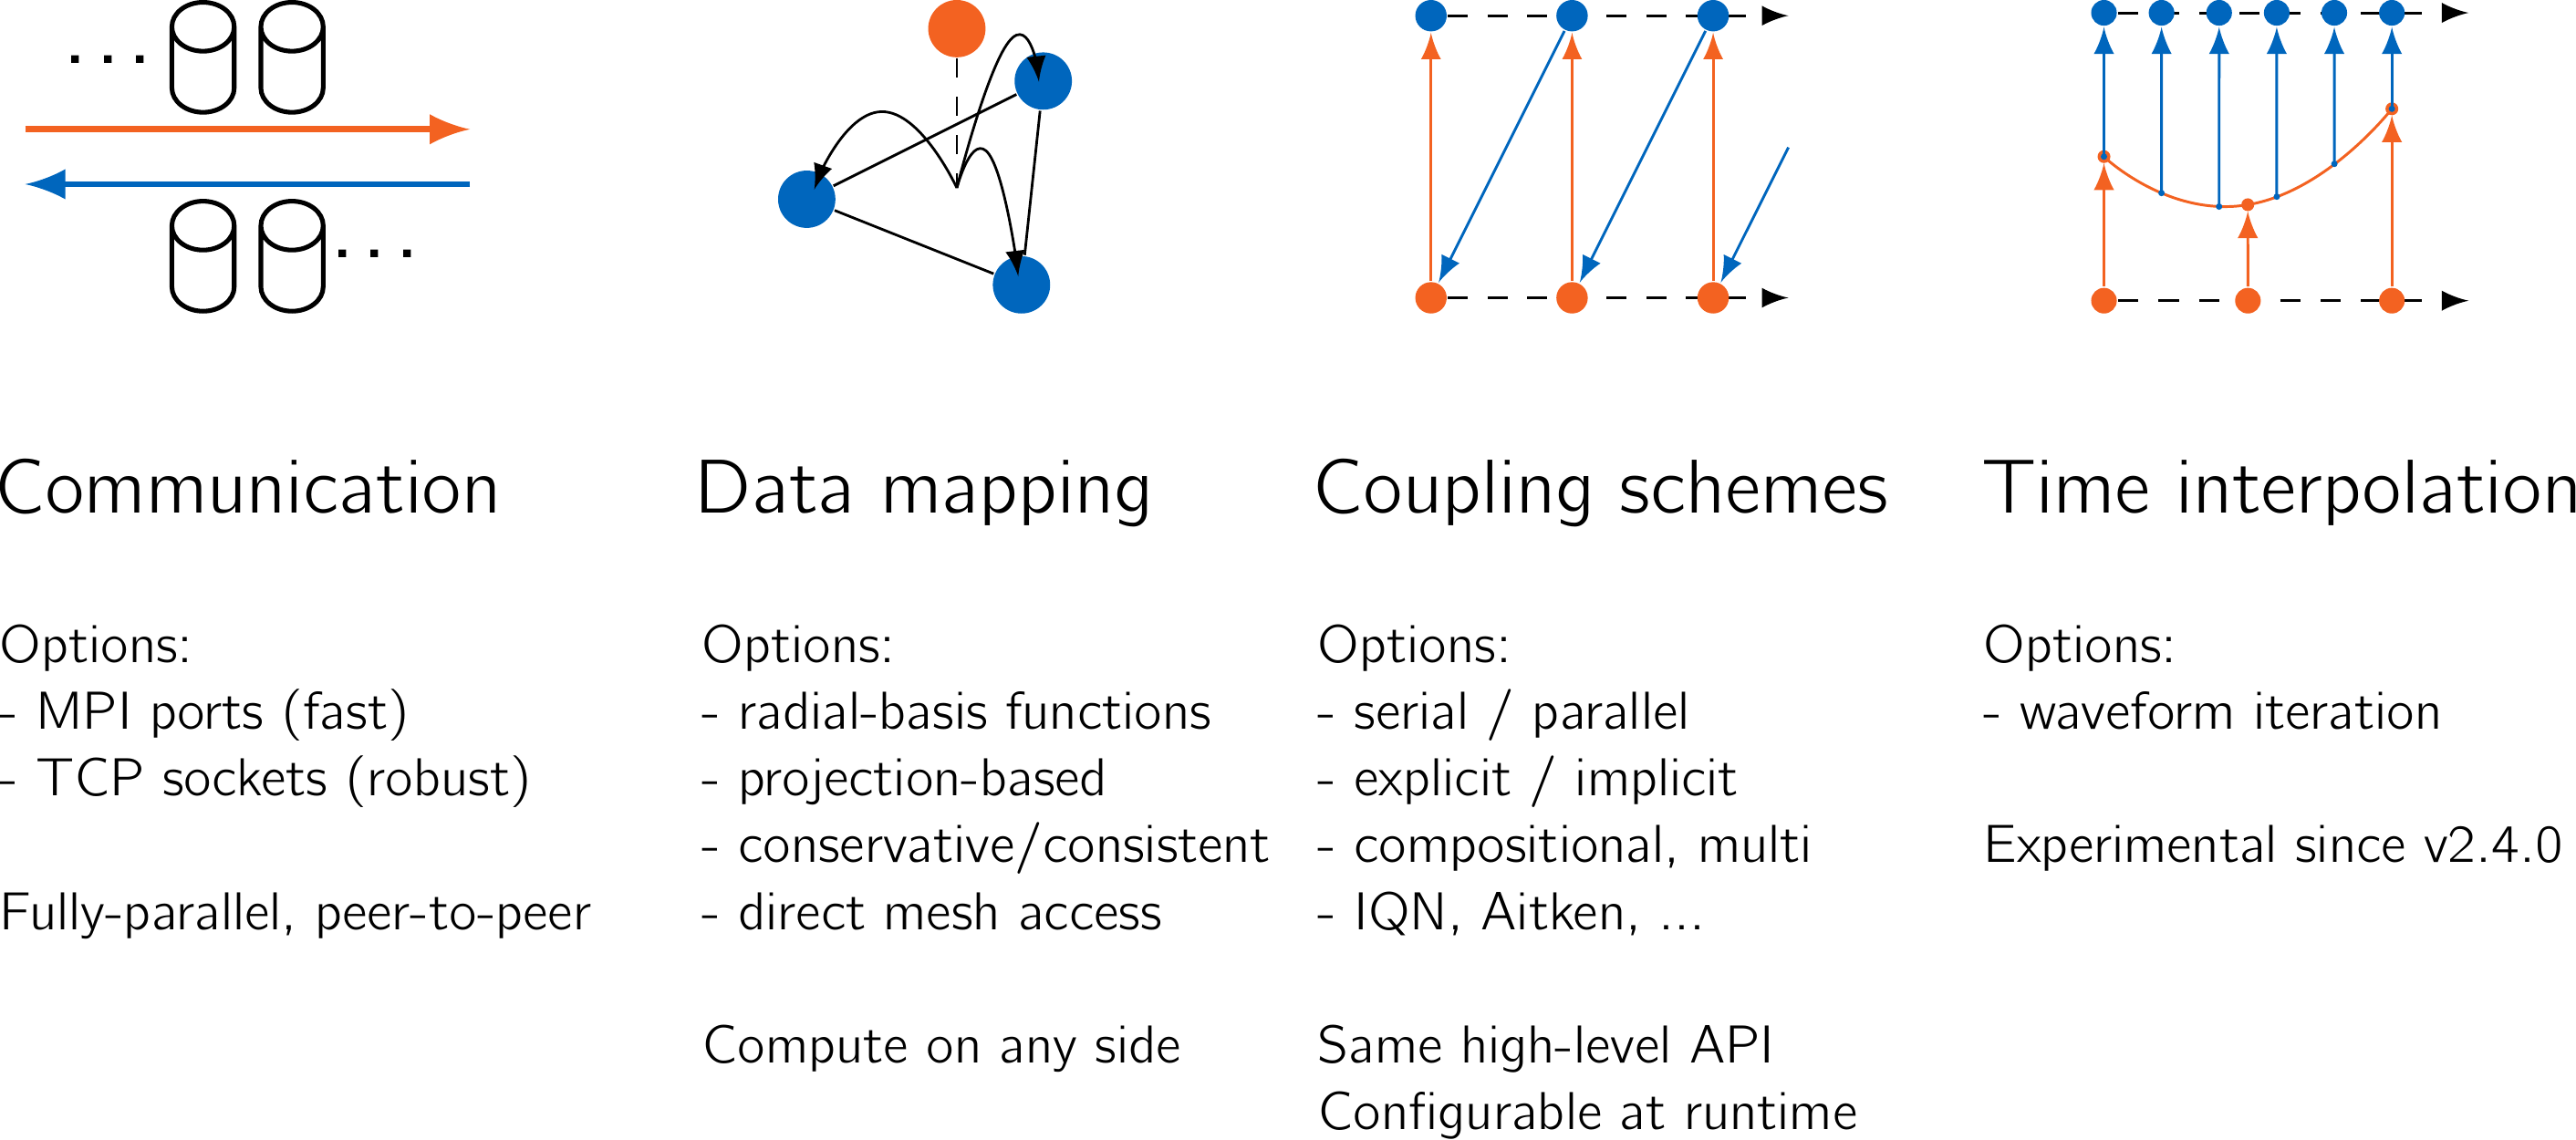 Communication
Options:
- MPI ports (fast)
- TCP sockets (robust)
Fully-parallel, peer-to-peer
Data mapping
Options:
- radial-basis functions
- projection-based
- conservative/consistent
- direct mesh access
Compute on any side
Coupling schemes
Options:
- serial / parallel
- explicit / implicit
- compositional, multi
- IQN, Aitken, ...
Same high-level API
Configurable at runtime
Time interpolation
Options:
- waveform iteration
Experimental since v2.4.0